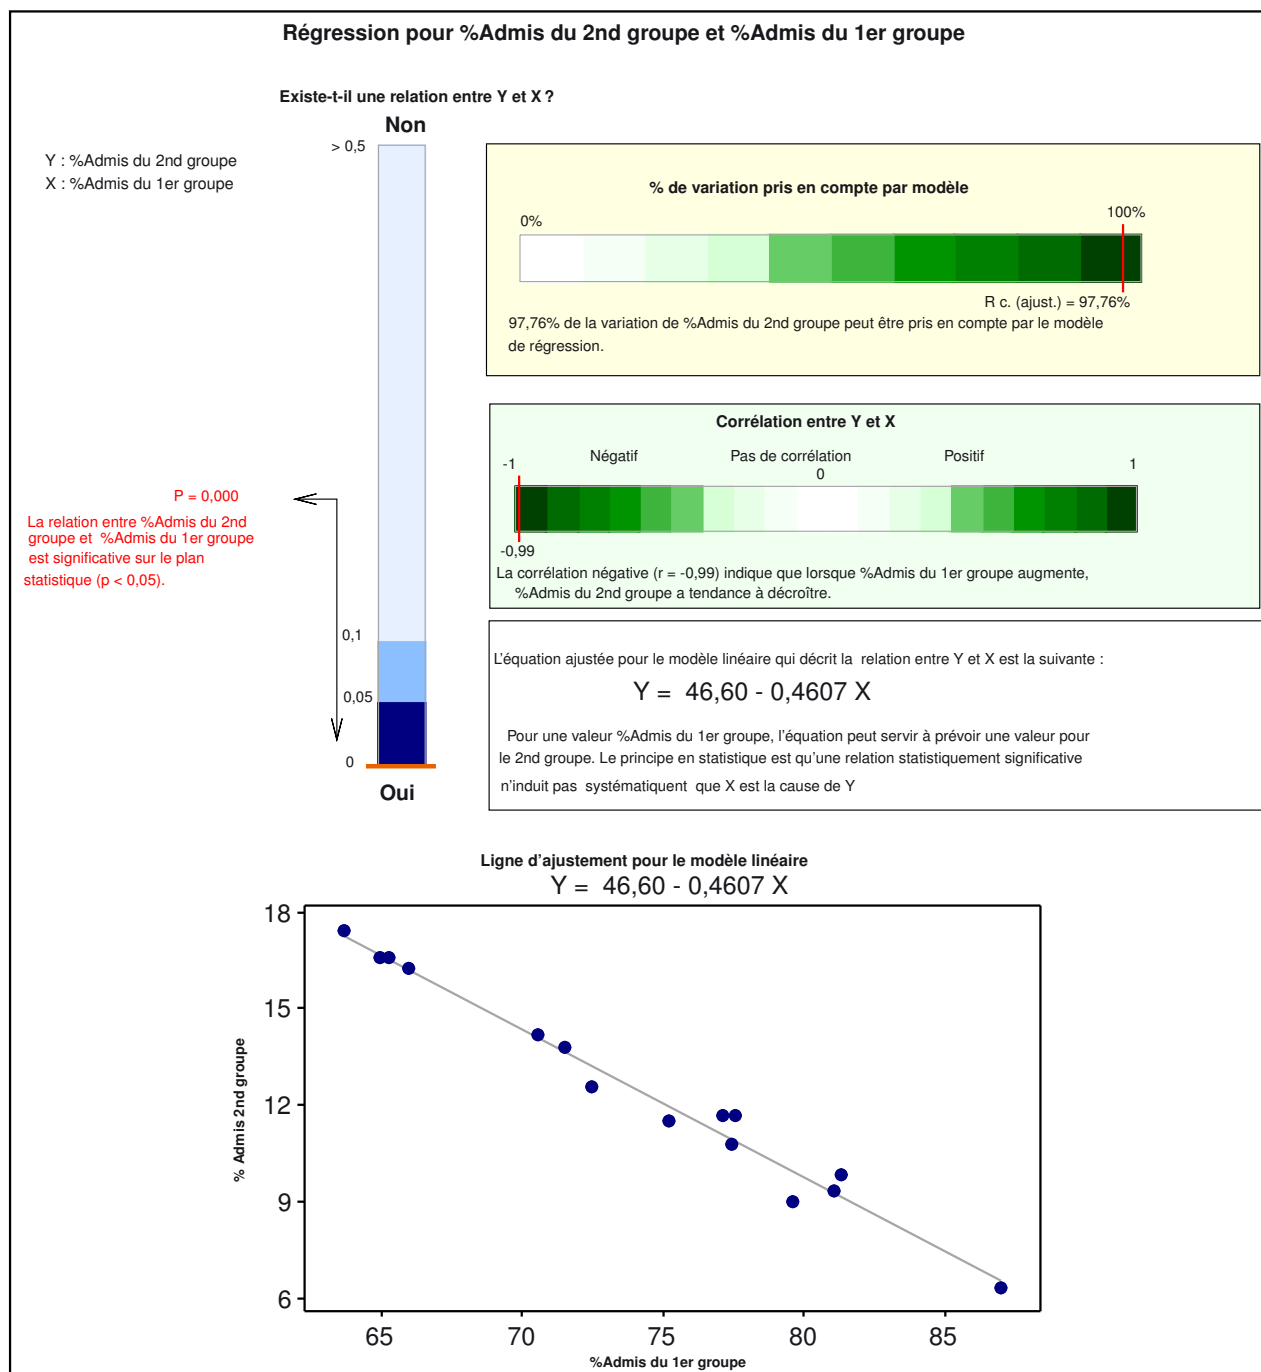 Régression pour %Admis du 2nd groupe et %Admis du 1er groupe
Existe-t-il une relation entre Y et X ?
Non
> 0,5
Y : %Admis du 2nd groupe
X : %Admis du 1er groupe
P = 0,000
La relation entre %Admis du 2nd
groupe et %Admis du 1er groupe
est significative sur le plan
statistique (p < 0,05).
0,1
0,05
0
Oui
% de variation pris en compte par modèle
0%
100%
R c. (ajust.) = 97,76%
97,76% de la variation de %Admis du 2nd groupe peut être pris en compte par le modèle
de régression.
Corrélation entre Y et X
Négatif Pas de corrélation Positif
-1 0 1
-0,99
La corrélation négative (r = -0,99) indique que lorsque %Admis du 1er groupe augmente,
%Admis du 2nd groupe a tendance à décroître.
L'équation ajustée pour le modèle linéaire qui décrit la relation entre Y et X est la suivante :
Y = 46,60 - 0,4607 X
Pour une valeur %Admis du 1er groupe, l'équation peut servir à prévoir une valeur pour
le 2nd groupe. Le principe en statistique est qu'une relation statistiquement significative
n'induit pas systématiquent que X est la cause de Y
Ligne d'ajustement pour le modèle linéaire
Y = 46,60 - 0,4607 X
% Admis 2nd groupe
18
15
12
9
6
65 70 75 80 85
%Admis du 1er groupe